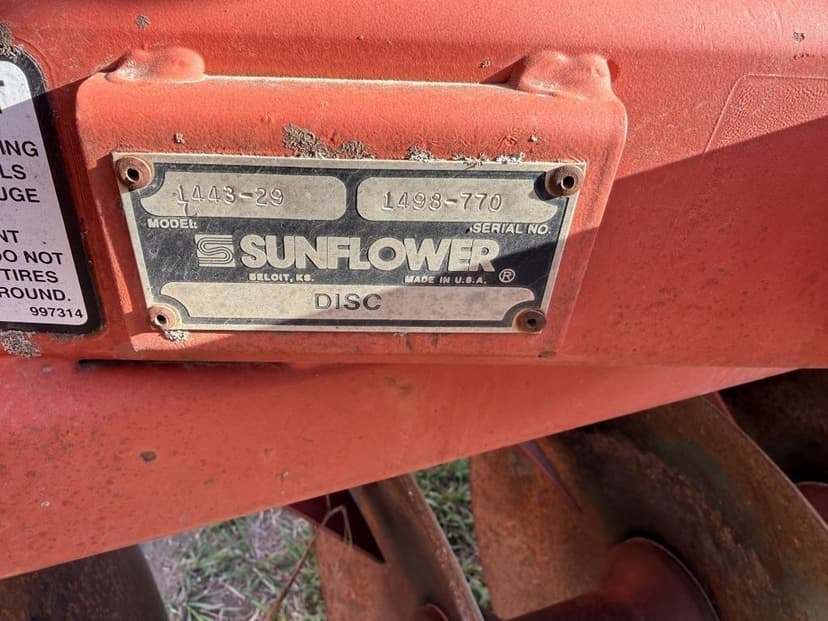 ING
LS
UGE
NT
DO NOT
TIRES
ROUND.
997314
1443-29
1498-770
MODEL
SERIAL NO.
SUNFLOWER ®
BELOIT, KS.
MADE IN U.S.A.
DISC